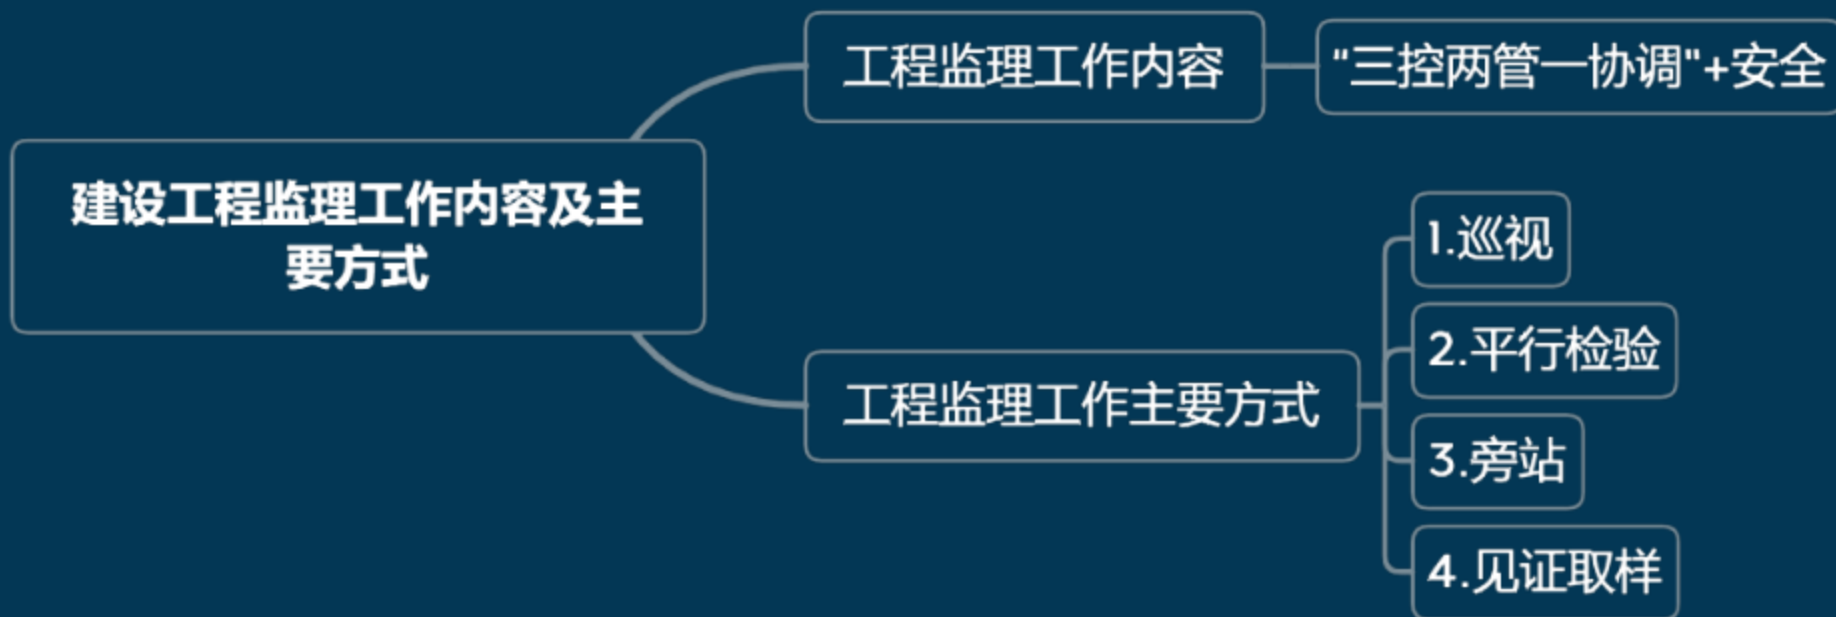 建设工程监理工作内容及主
要方式
工程监理工作内容
“三控两管一协调"+安全
工程监理工作主要方式
1.巡视
2.平行检验
3.旁站
4.见证取样